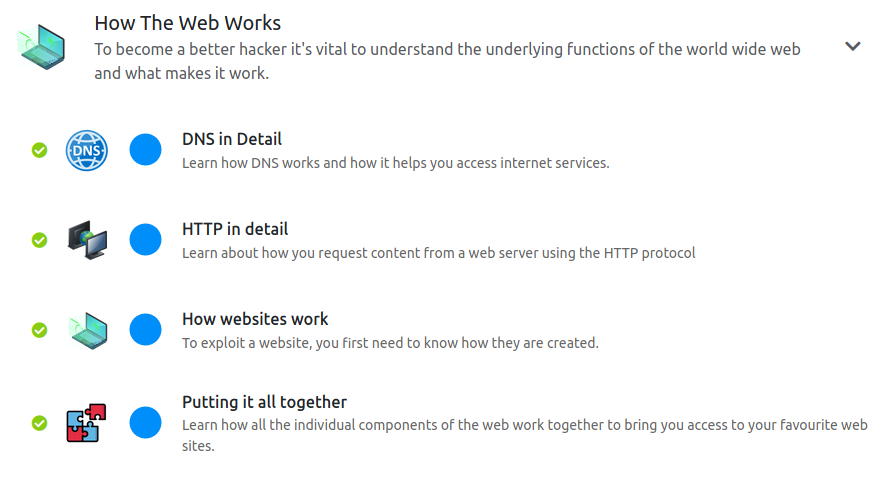 How The Web Works
To become a better hacker it's vital to understand the underlying functions of the world wide web
and what makes it work.
DNS
DNS in Detail
Learn how DNS works and how it helps you access internet services.
HTTP in detail
Learn about how you request content from a web server using the HTTP protocol
How websites work
To exploit a website, you first need to know how they are created.
Putting it all together
Learn how all the individual components of the web work together to bring you access to your favourite web
sites.